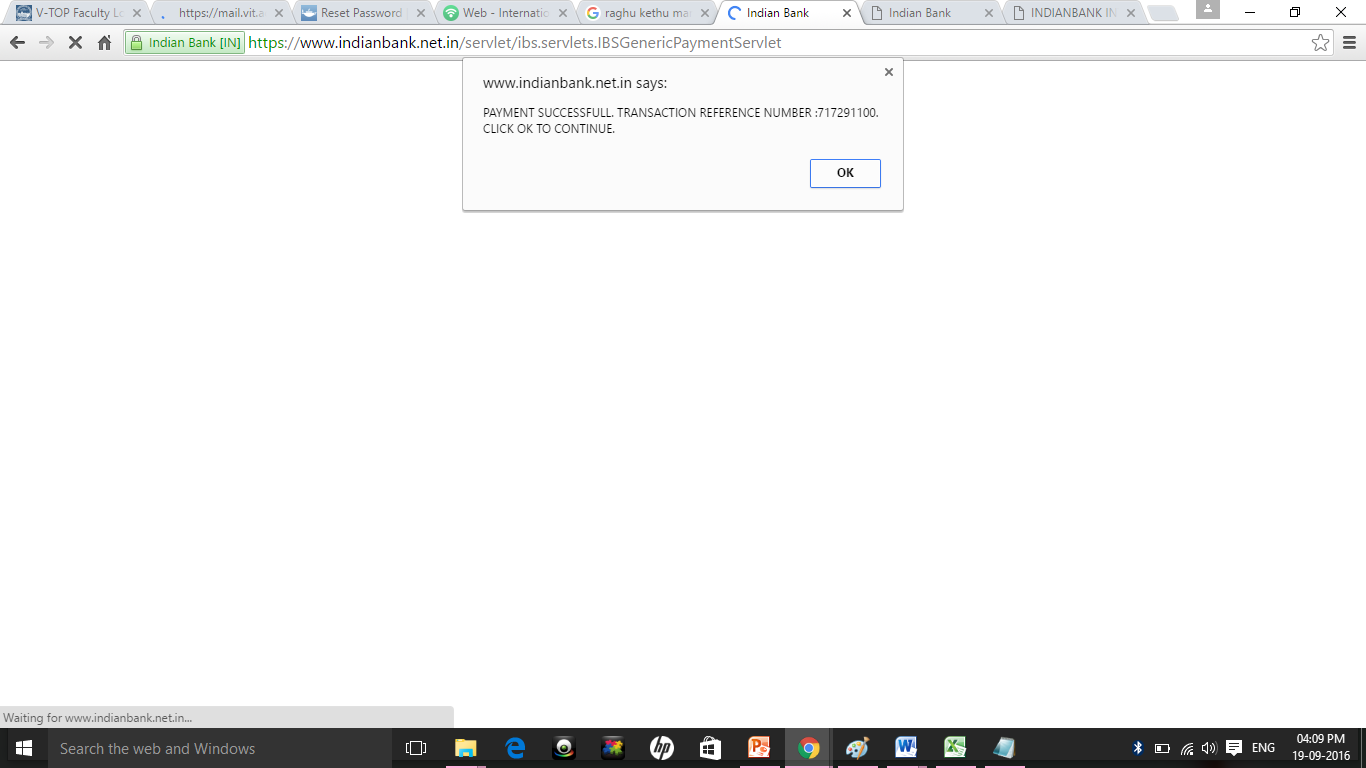 V-TOP Faculty Lo
https://mail.vit.a
Reset Password
Web - Internatio
raghu kethu ma
Indian Bank
Indian Bank
INDIANBANK IN
Indian Bank [IN] https://www.indianbank.net.in/servlet/ibs.servlets.IBSGenericPaymentServlet
www.indianbank.net.in says:
PAYMENT SUCCESSFULL. TRANSACTION REFERENCE NUMBER :717291100.
CLICK OK TO CONTINUE.
OK
Waiting for www.indianbank.net.in...
Search the web and Windows
ENG
04:09 PM
19-09-2016